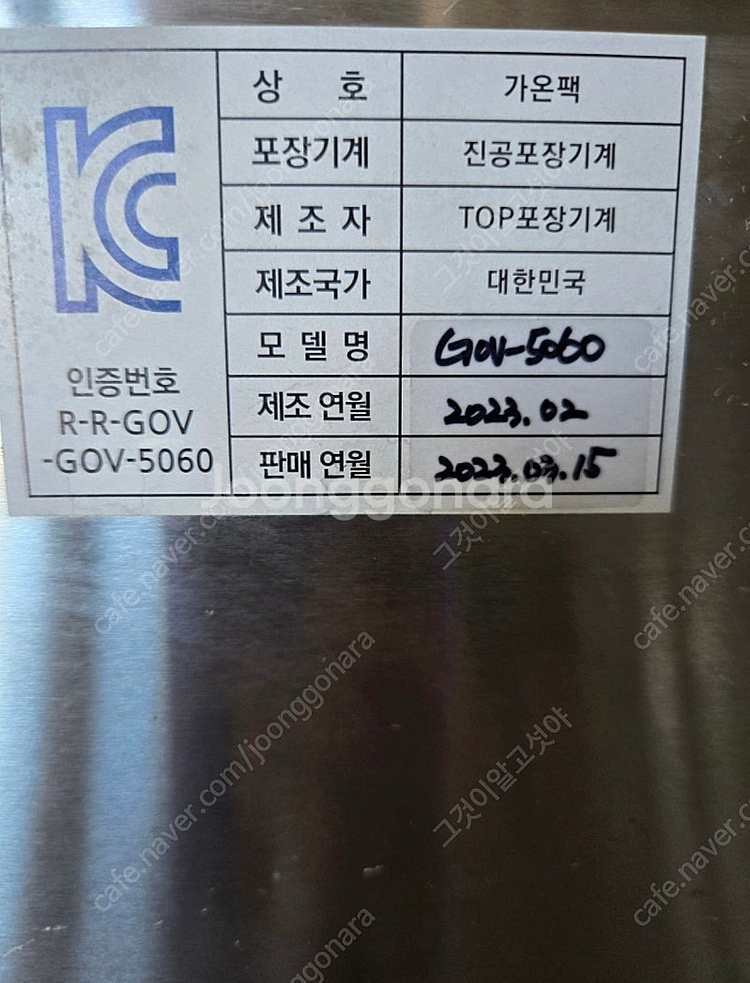 상 호 가온팩
포장기계 진공포장기계
제 조 자 TOP포장기계
제조국가 대한민국
모 델 명 GOV-5060
제조 연월 2023.02
판매 연월 2023.03.15
KC
인증번호
R-R-GOV
-GOV-5060
Joonggonara
cafe.naver.com/joonggonara
그것이알고섯야